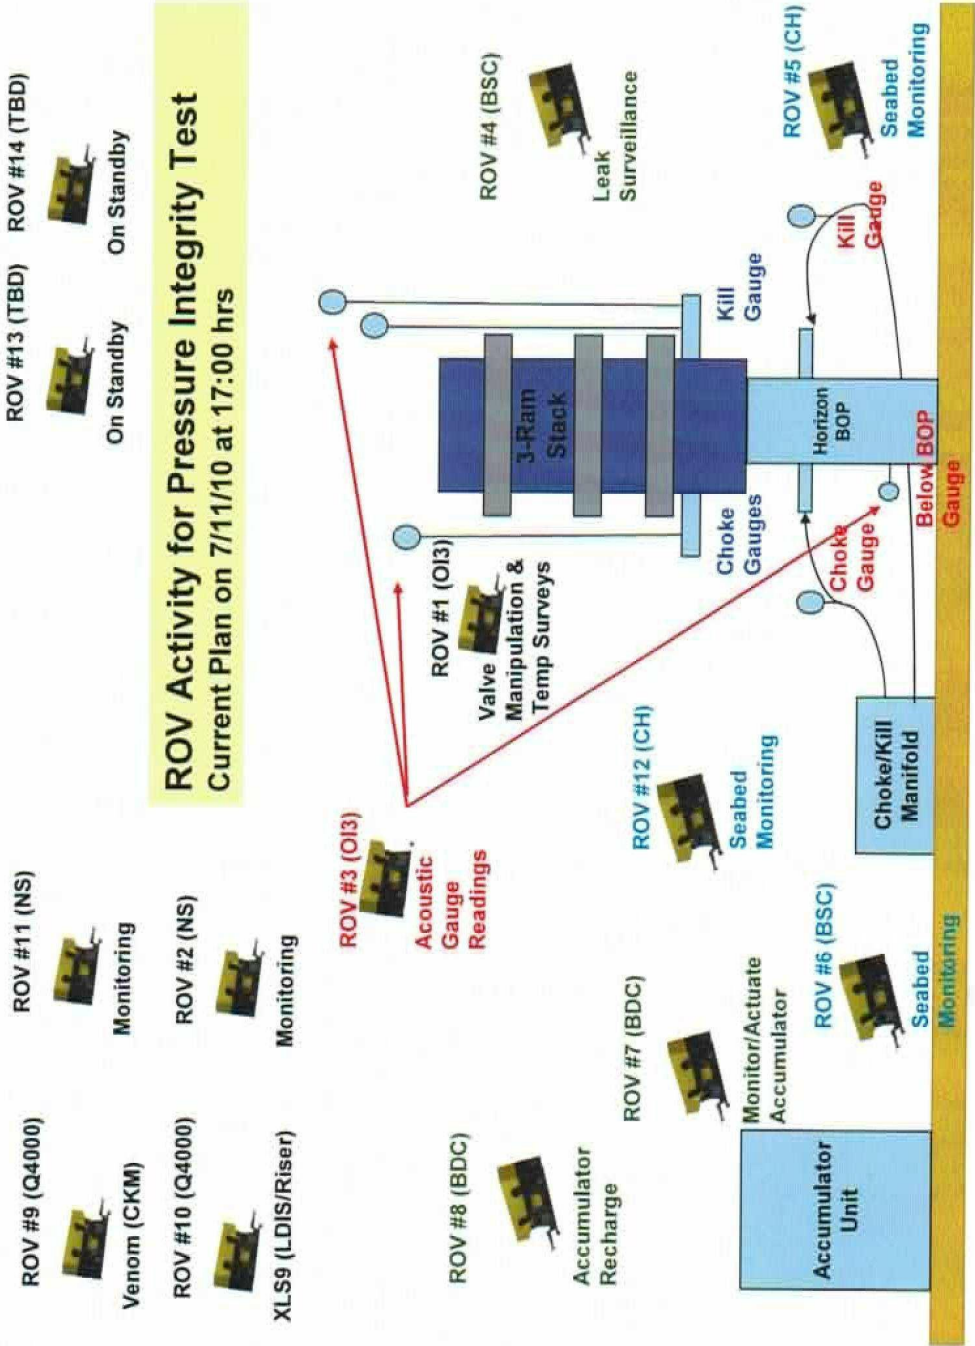 ROV #9 (Q4000)
Venom (CKM)
ROV #11 (NS)
Monitoring
ROV #13 (TBD)
On Standby
ROV #14 (TBD)
On Standby
ROV #10 (Q4000)
XLS9 (LDIS/Riser)
ROV #2 (NS)
Monitoring
ROV Activity for Pressure Integrity Test
Current Plan on 7/11/10 at 17:00 hrs
ROV #3 (OI3)
Acoustic
Gauge
Readings
ROV #1 (OI3)
Valve
Manipulation &
Temp Surveys
ROV #4 (BSC)
Leak
Surveillance
ROV #8 (BDC)
Accumulator
Recharge
3-Ram
Stack
ROV #7 (BDC)
Monitor/Actuate
Accumulator
ROV #12 (CH)
Seabed
Monitoring
Choke
Gauges
Kill
Gauge
ROV #5 (CH)
Seabed
Monitoring
Accumulator
Unit
ROV #6 (BSC)
Seabed
Monitoring
Choke/Kill
Manifold
Choke
Gauge
Horizon
BOP
Kill
Gauge
Below BOP
Gauge